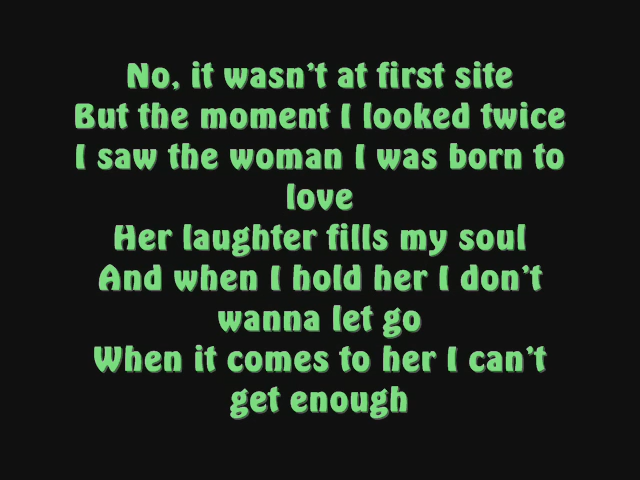 No, it wasn't at first site
But the moment I looked twice
I saw the woman I was born to
love
Her laughter fills my soul
And when I hold her I don't
wanna let go
When it comes to her I can't
get enough